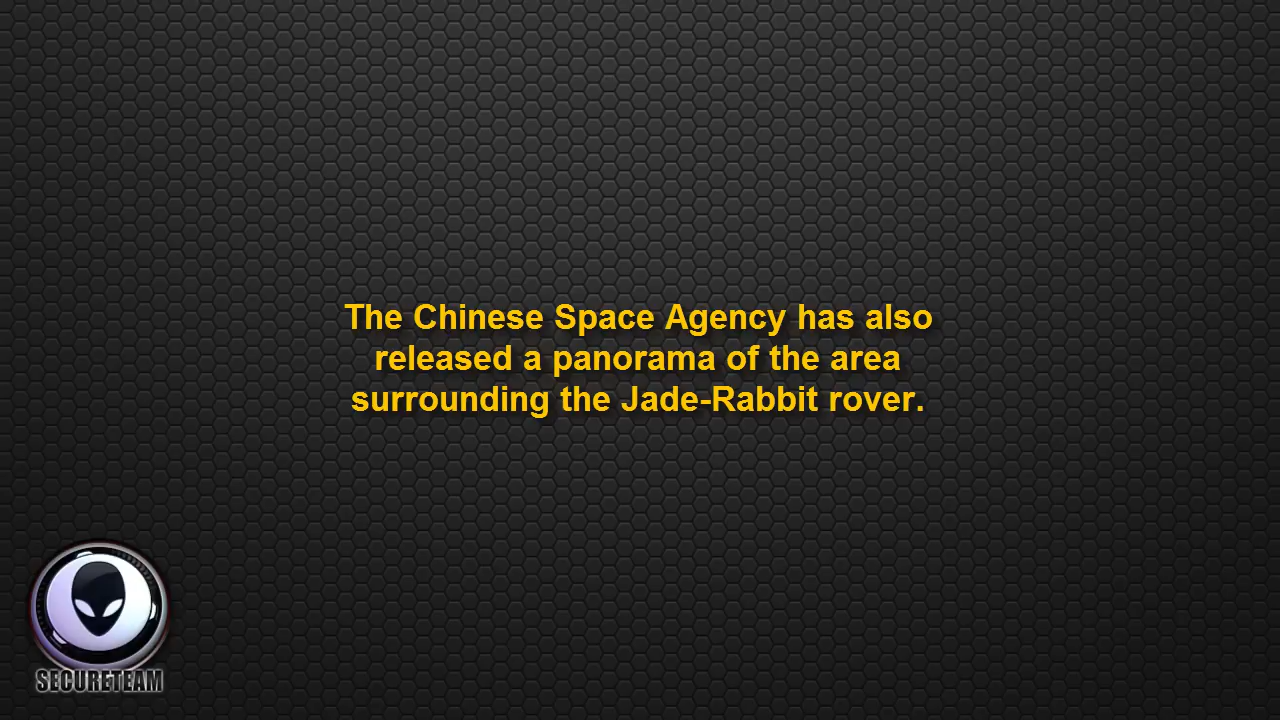 The Chinese Space Agency has also
released a panorama of the area
surrounding the Jade-Rabbit rover.
SECURETEAM